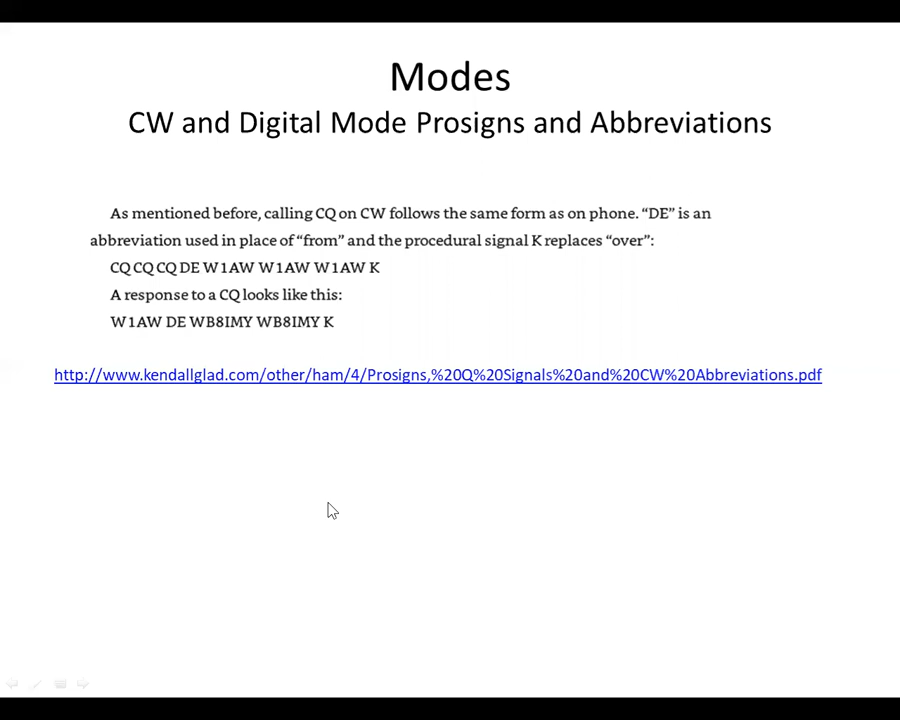 Modes
CW and Digital Mode Prosigns and Abbreviations
As mentioned before, calling CQ on CW follows the same form as on phone. “DE” is an
abbreviation used in place of “from” and the procedural signal K replaces “over”:
CQ CQ CQ DE W1AW W1AW W1AW K
A response to a CQ looks like this:
W1AW DE WB8IMY WB8IMY K
http://www.kendallglad.com/other/ham/4/Prosigns,%20Q%20Signals%20and%20CW%20Abbreviations.pdf